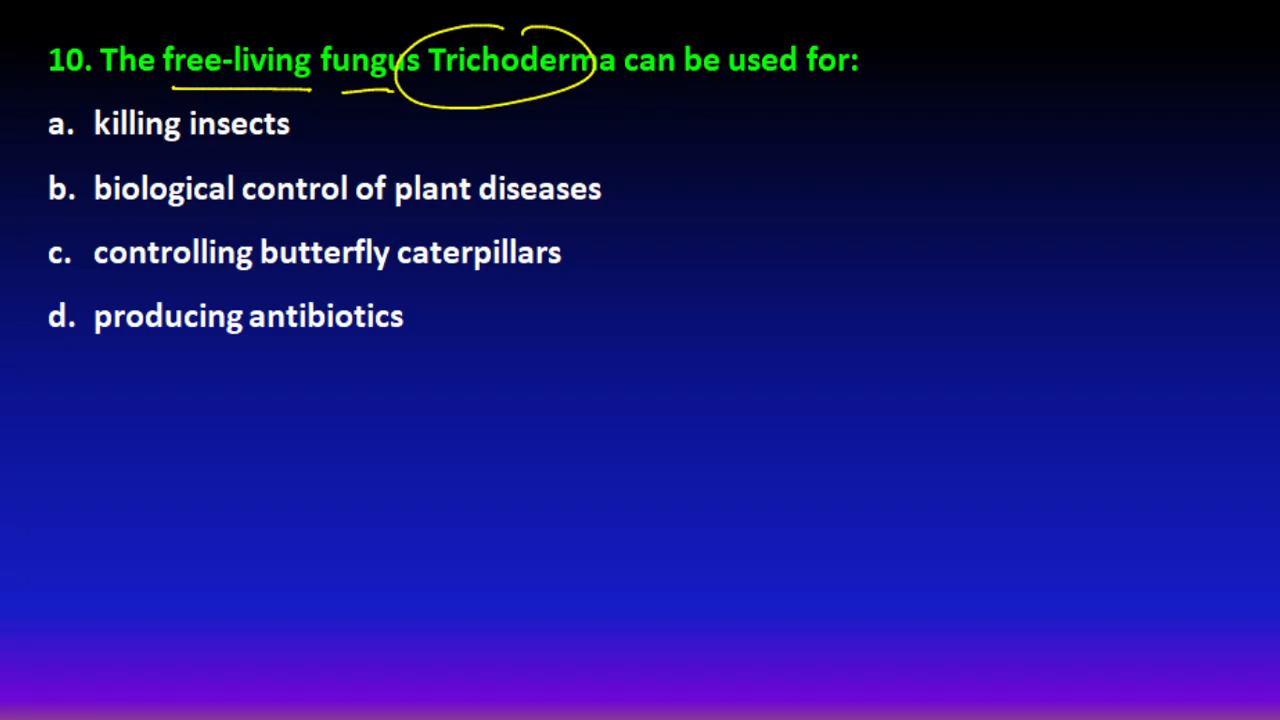 10. The free-living fungus Trichoderma can be used for:
a. killing insects
b. biological control of plant diseases
c. controlling butterfly caterpillars
d. producing antibiotics